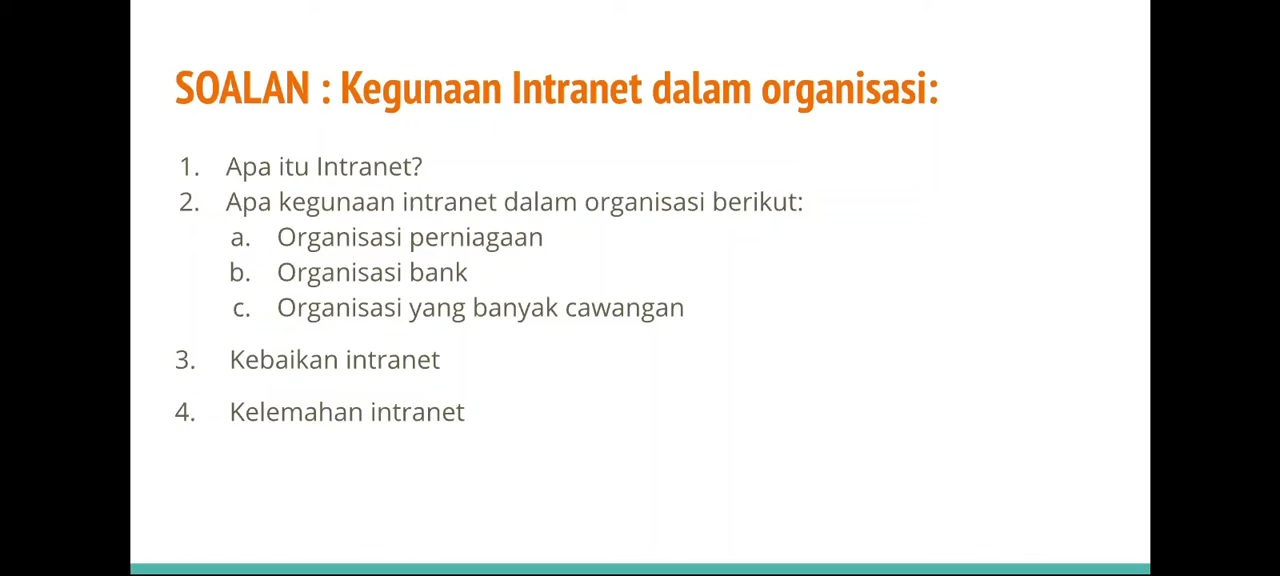 SOALAN : Kegunaan Intranet dalam organisasi:
1. Apa itu Intranet?
2. Apa kegunaan intranet dalam organisasi berikut:
a. Organisasi perniagaan
b. Organisasi bank
c. Organisasi yang banyak cawangan
3. Kebaikan intranet
4. Kelemahan intranet